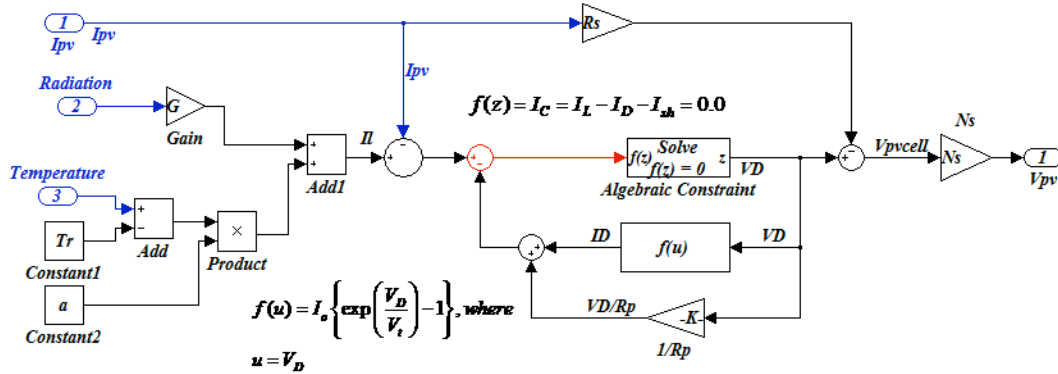 1
Ipv
Ipv
Rs
Ipv
Radiation
2
G
Gain
f(z) = I_C = I_L − I_D − I_sh = 0.0
Ns
Il
+
+
Add1
−
+
+
−
f(z)
Solve
f(z) = 0
z
VD
Algebraic Constraint
−
+
Vpvcell
Ns
1
Vpv
Temperature
3
+
−
Add
Tr
Constant1
×
Product
+
+
ID
f(u)
VD
a
Constant2
f(u) = I_o {exp(V_D/V_t) − 1}, where
u = V_D
VD/Rp
-K-
1/Rp